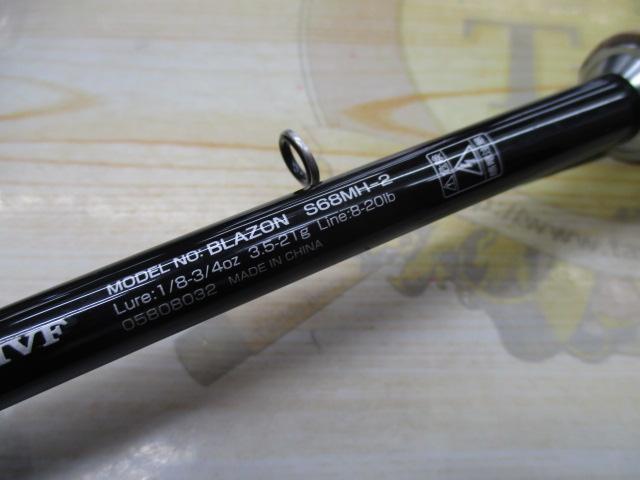 MODEL NO: BLAZON S68MH-2
Lure:1/8-3/4oz 3.5-21g Line:8-20lb
05808032 MADE IN CHINA
HVF
T